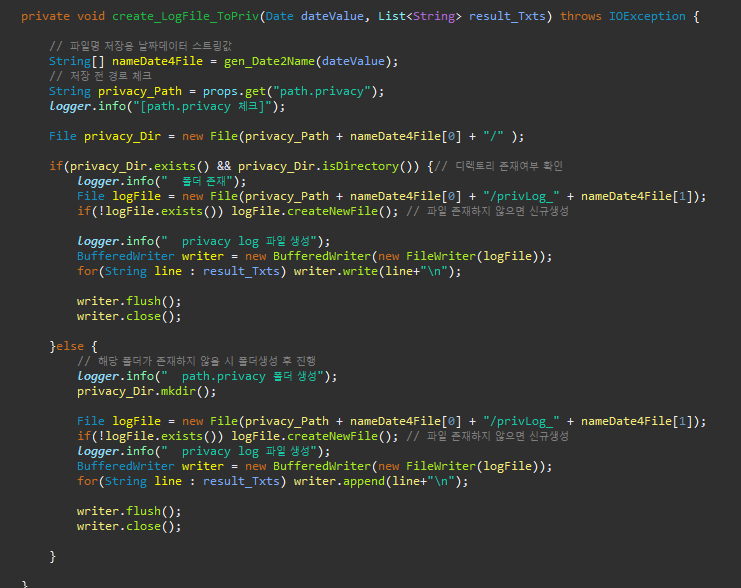 private void create_LogFile_ToPriv(Date dateValue, List<String> result_Txts) throws IOException {
// 파일명 저장용 날짜데이터 스트링값
String[] nameDate4File = gen_Date2Name(dateValue);
// 저장 전 경로 체크
String privacy_Path = props.get("path.privacy");
logger.info("[path.privacy 체크]");
File privacy_Dir = new File(privacy_Path + nameDate4File[0] + "/" );
if(privacy_Dir.exists() && privacy_Dir.isDirectory()) {// 디렉토리 존재여부 확인
logger.info("  폴더 존재");
File logFile = new File(privacy_Path + nameDate4File[0] + "/privLog_" + nameDate4File[1]);
if(!logFile.exists()) logFile.createNewFile(); // 파일 존재하지 않으면 신규생성
logger.info("  privacy log 파일 생성");
BufferedWriter writer = new BufferedWriter(new FileWriter(logFile));
for(String line : result_Txts) writer.write(line+"\n");
writer.flush();
writer.close();
}else {
// 해당 폴더가 존재하지 않을 시 폴더생성 후 진행
logger.info("  path.privacy 폴더 생성");
privacy_Dir.mkdir();
File logFile = new File(privacy_Path + nameDate4File[0] + "/privLog_" + nameDate4File[1]);
if(!logFile.exists()) logFile.createNewFile(); // 파일 존재하지 않으면 신규생성
logger.info("  privacy log 파일 생성");
BufferedWriter writer = new BufferedWriter(new FileWriter(logFile));
for(String line : result_Txts) writer.append(line+"\n");
writer.flush();
writer.close();
}
}